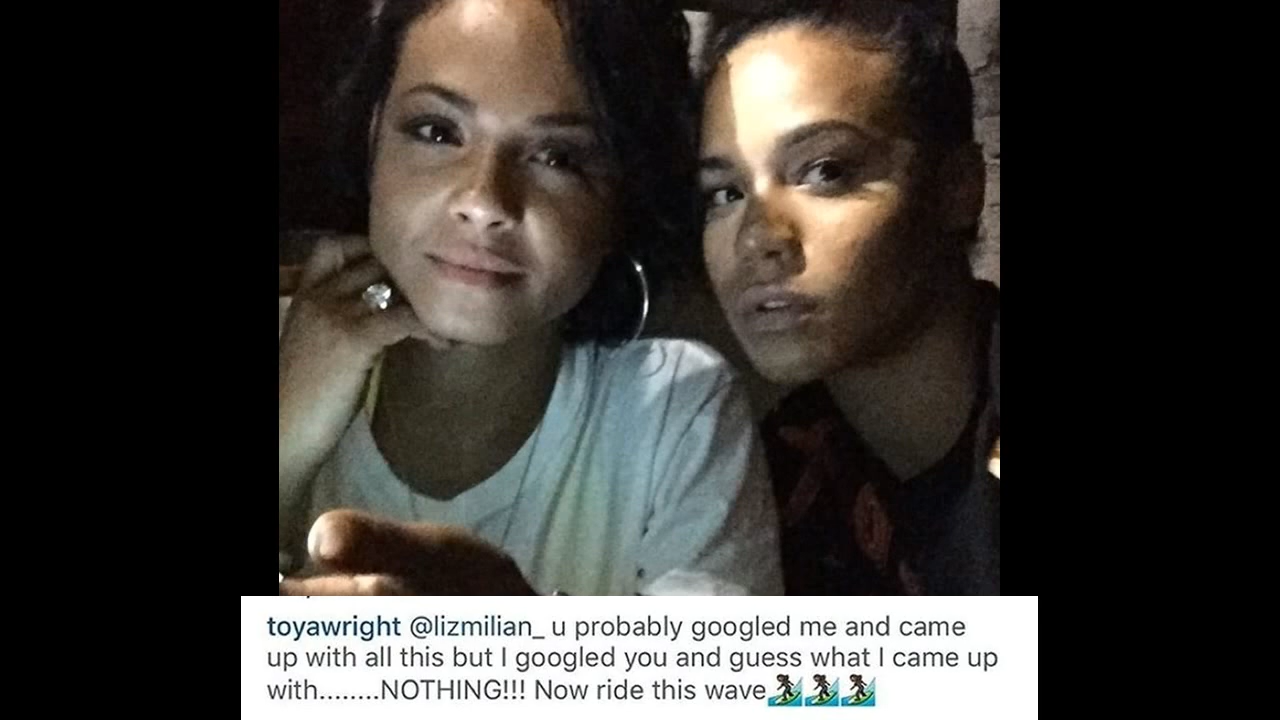 toyawright @lizmilian_ u probably googled me and came
up with all this but I googled you and guess what I came up
with........NOTHING!!! Now ride this wave🏄🏿🏄🏿🏄🏿